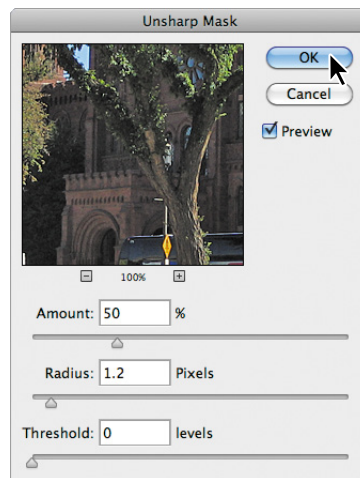 Unsharp Mask
OK
Cancel
Preview
100%
Amount: 50 %
Radius: 1.2 Pixels
Threshold: 0 levels